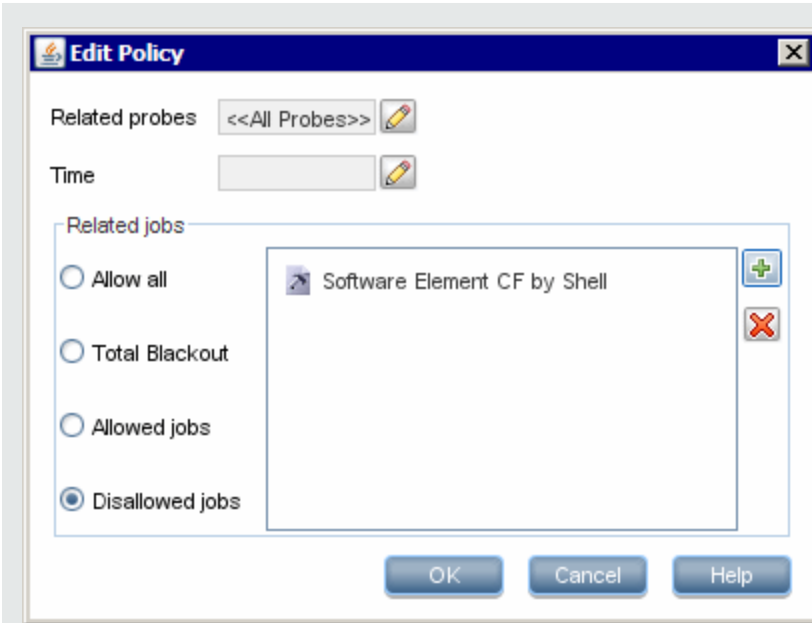 Edit Policy
Related probes <<All Probes>>
Time
Related jobs
Allow all
Software Element CF by Shell
Total Blackout
Allowed jobs
Disallowed jobs
OK Cancel Help